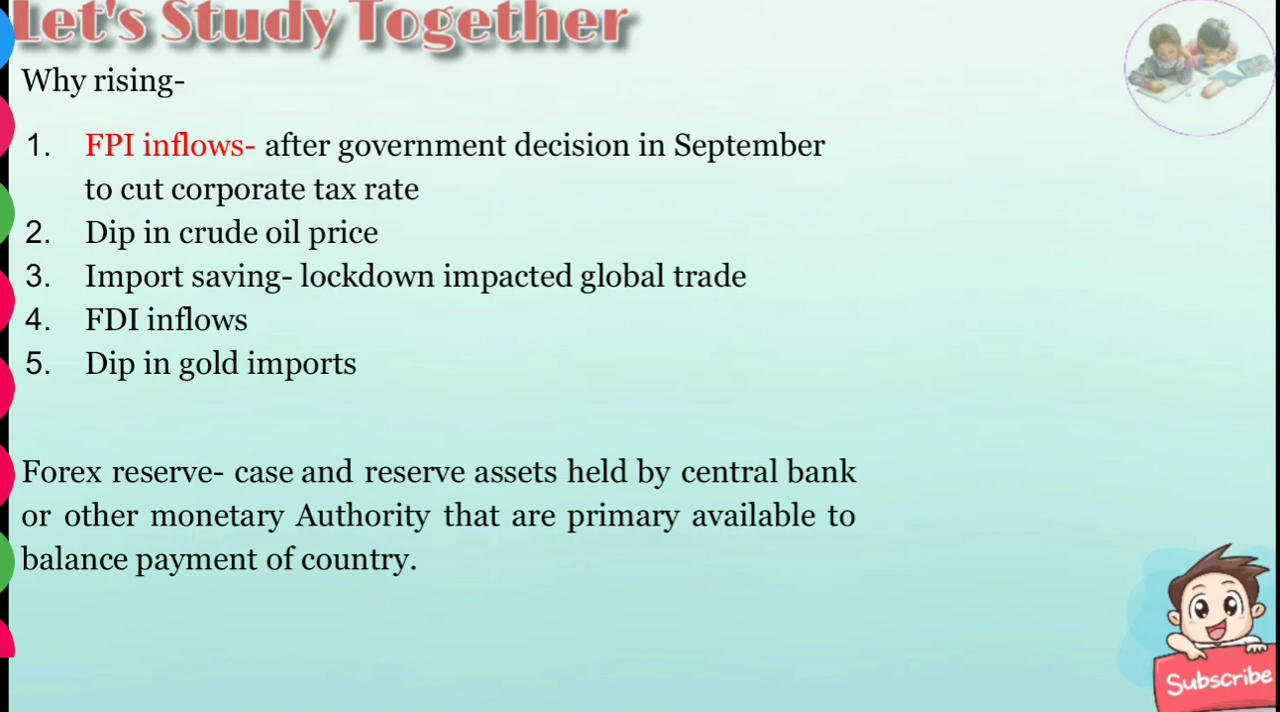 Let's Study Together
Why rising-
1. FPI inflows- after government decision in September
to cut corporate tax rate
2. Dip in crude oil price
3. Import saving- lockdown impacted global trade
4. FDI inflows
5. Dip in gold imports
Forex reserve- case and reserve assets held by central bank
or other monetary Authority that are primary available to
balance payment of country.
Subscribe